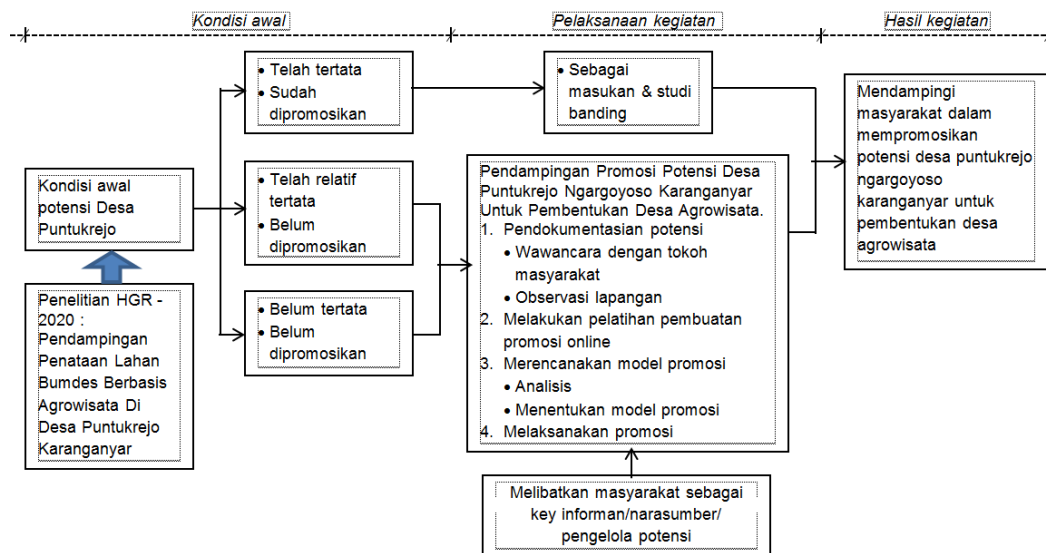 Kondisi awal
Pelaksanaan kegiatan
Hasil kegiatan
Kondisi awal
potensi Desa
Puntukrejo
Penelitian HGR -
2020 :
Pendampingan
Penataan Lahan
Bumdes Berbasis
Agrowisata Di
Desa Puntukrejo
Karanganyar
• Telah tertata
• Sudah
dipromosikan
• Telah relatif
tertata
• Belum
dipromosikan
• Belum tertata
• Belum
dipromosikan
• Sebagai
masukan & studi
banding
Pendampingan Promosi Potensi Desa
Puntukrejo Ngargoyoso Karanganyar
Untuk Pembentukan Desa Agrowisata.
1. Pendokumentasian potensi
• Wawancara dengan tokoh
masyarakat
• Observasi lapangan
2. Melakukan pelatihan pembuatan
promosi online
3. Merencanakan model promosi
• Analisis
• Menentukan model promosi
4. Melaksanakan promosi
Melibatkan masyarakat sebagai
key informan/narasumber/
pengelola potensi
Mendampingi
masyarakat dalam
mempromosikan
potensi desa puntukrejo
ngargoyoso
karanganyar untuk
pembentukan desa
agrowisata